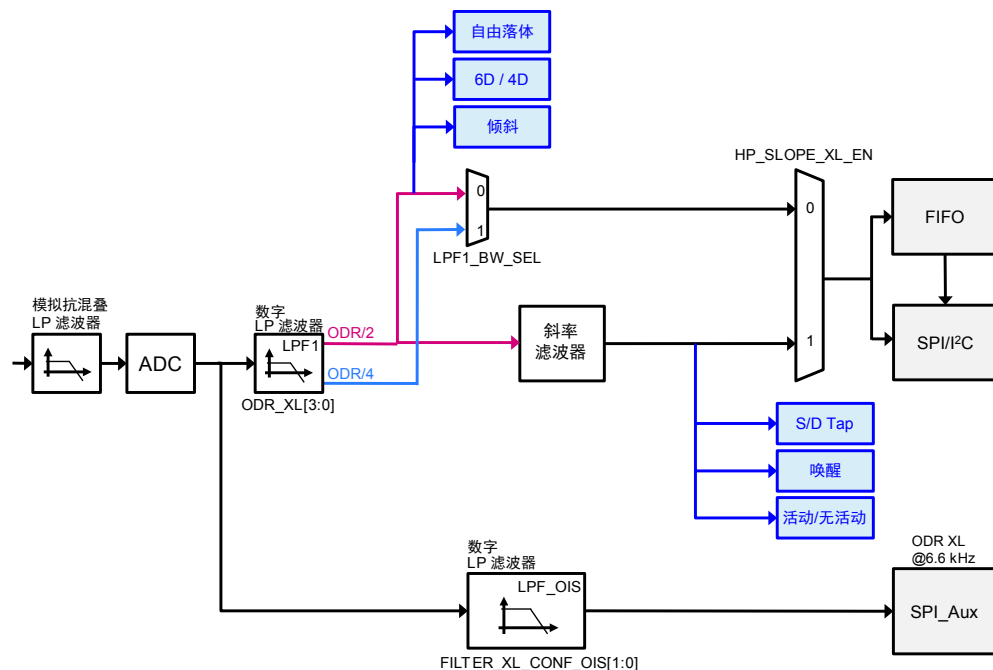 自由落体
6D / 4D
倾斜
HP_SLOPE_XL_EN
0
1
LPF1_BW_SEL
0
1
FIFO
SPI/I²C
模拟抗混叠
LP 滤波器
ADC
数字
LP 滤波器
LPF1
ODR_XL[3:0]
ODR/2
ODR/4
斜率
滤波器
S/D Tap
唤醒
活动/无活动
数字
LP 滤波器
LPF_OIS
FILTER_XL_CONF_OIS[1:0]
ODR XL
@6.6 kHz
SPI_Aux